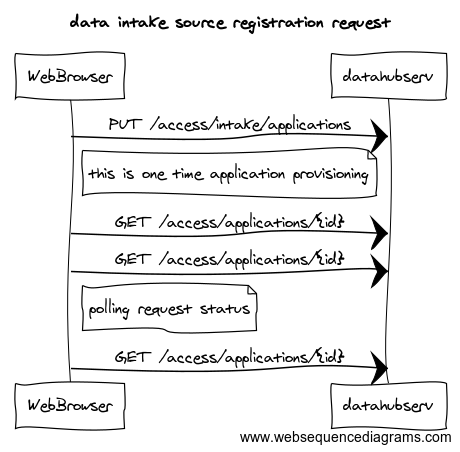 data intake source registration request
WebBrowser
datahubserv
PUT /access/intake/applications
this is one time application provisioning
GET /access/applications/{id}
GET /access/applications/{id}
polling request status
GET /access/applications/{id}
WebBrowser
datahubserv
www.websequencediagrams.com